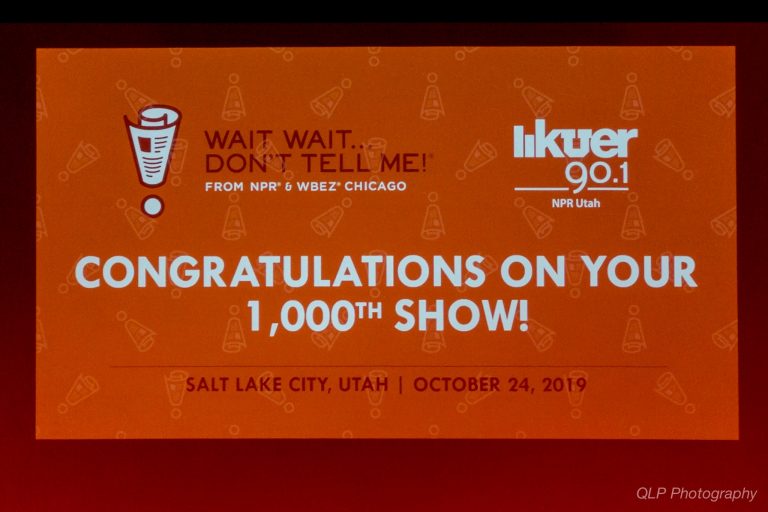 WAIT WAIT...
DON'T TELL ME!®
FROM NPR® & WBEZ® CHICAGO
kuer
90.1
NPR Utah
CONGRATULATIONS ON YOUR
1,000TH SHOW!
SALT LAKE CITY, UTAH | OCTOBER 24, 2019
QLP Photography